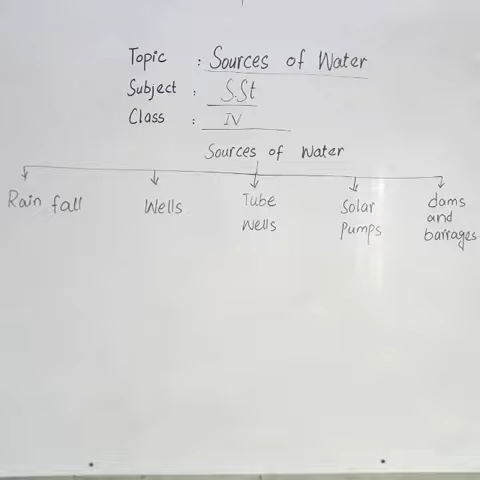 Topic : Sources of Water
Subject : S.St
Class : IV
Sources of Water
Rain fall
Wells
Tube
Wells
Solar
Pumps
dams
and
barrages